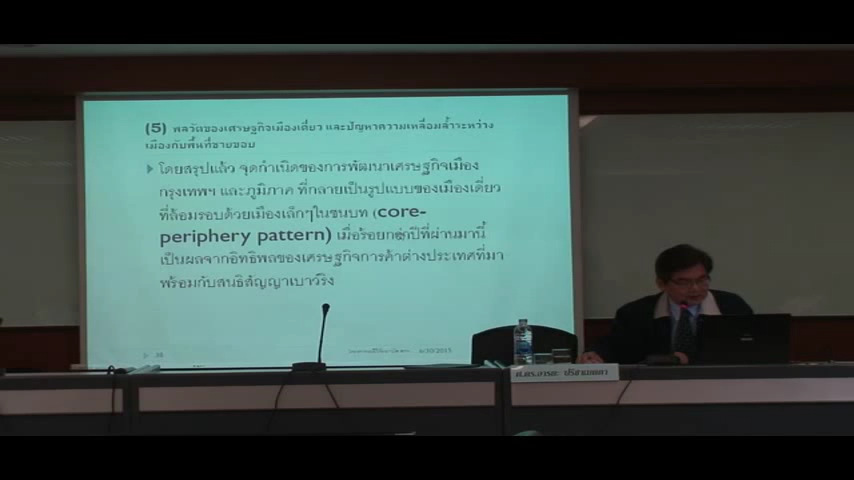 (5) พลวัตของเศรษฐกิจเมืองเดี่ยว และปัญหาความเหลื่อมล้ำระหว่าง
เมืองกับพื้นที่ชายขอบ
โดยสรุปแล้ว จุดกำเนิดของการพัฒนาเศรษฐกิจเมือง
กรุงเทพฯ และภูมิภาค ที่กลายเป็นรูปแบบของเมืองเดี่ยว
ที่ล้อมรอบด้วยเมืองเล็กๆในชนบท (core-
periphery pattern) เมื่อร้อยกว่าปีที่ผ่านมานี้
เป็นผลจากอิทธิพลของเศรษฐกิจการค้าต่างประเทศที่มา
พร้อมกับสนธิสัญญาเบาว์ริง
6/30/2015